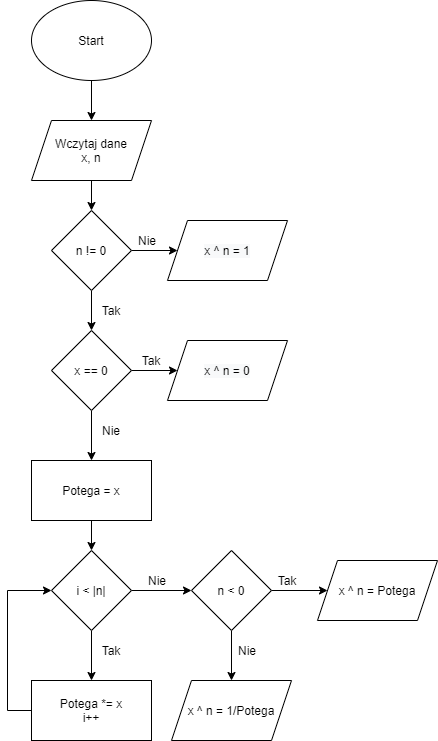 Start
Wczytaj dane
x, n
n != 0
Nie
x ^ n = 1
Tak
x == 0
Tak
x ^ n = 0
Nie
Potega = x
i < |n|
Nie
n < 0
Tak
x ^ n = Potega
Tak
Nie
Potega *= x
i++
x ^ n = 1/Potega